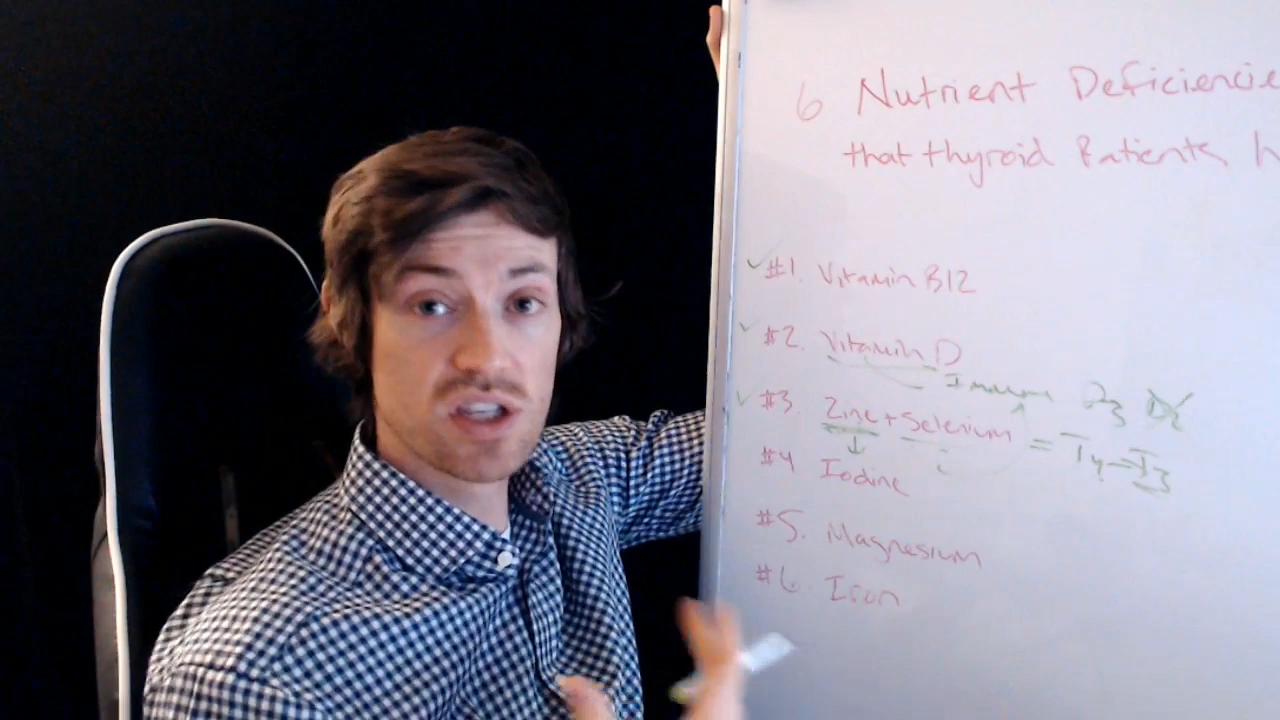 6 Nutrient Deficiencie
that thyroid Patients h
#1. Vitamin B12
#2. Vitamin D
Immune D3 D2
#3. Zinc + Selenium = T4-T3
#4 Iodine
#5. Magnesium
#6. Iron